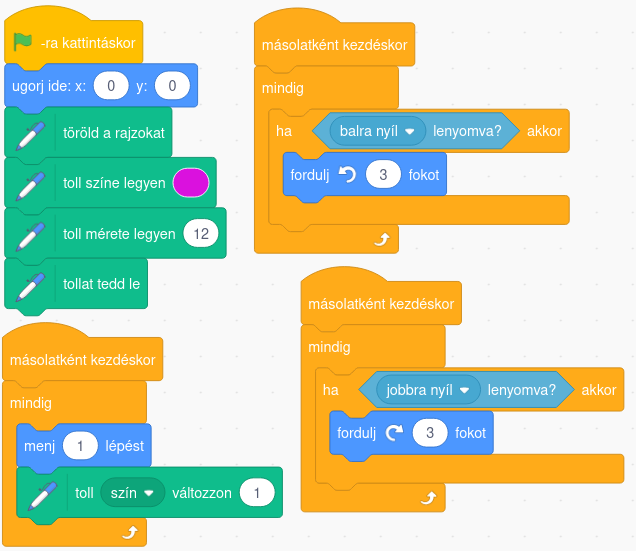 -ra kattintáskor
ugorj ide: x: 0 y: 0
töröld a rajzokat
toll színe legyen
toll mérete legyen 12
tollat tedd le
másolatként kezdéskor
mindig
menj 1 lépést
toll szín változzon 1
másolatként kezdéskor
mindig
ha balra nyíl lenyomva? akkor
fordulj 3 fokot
másolatként kezdéskor
mindig
ha jobbra nyíl lenyomva? akkor
fordulj 3 fokot